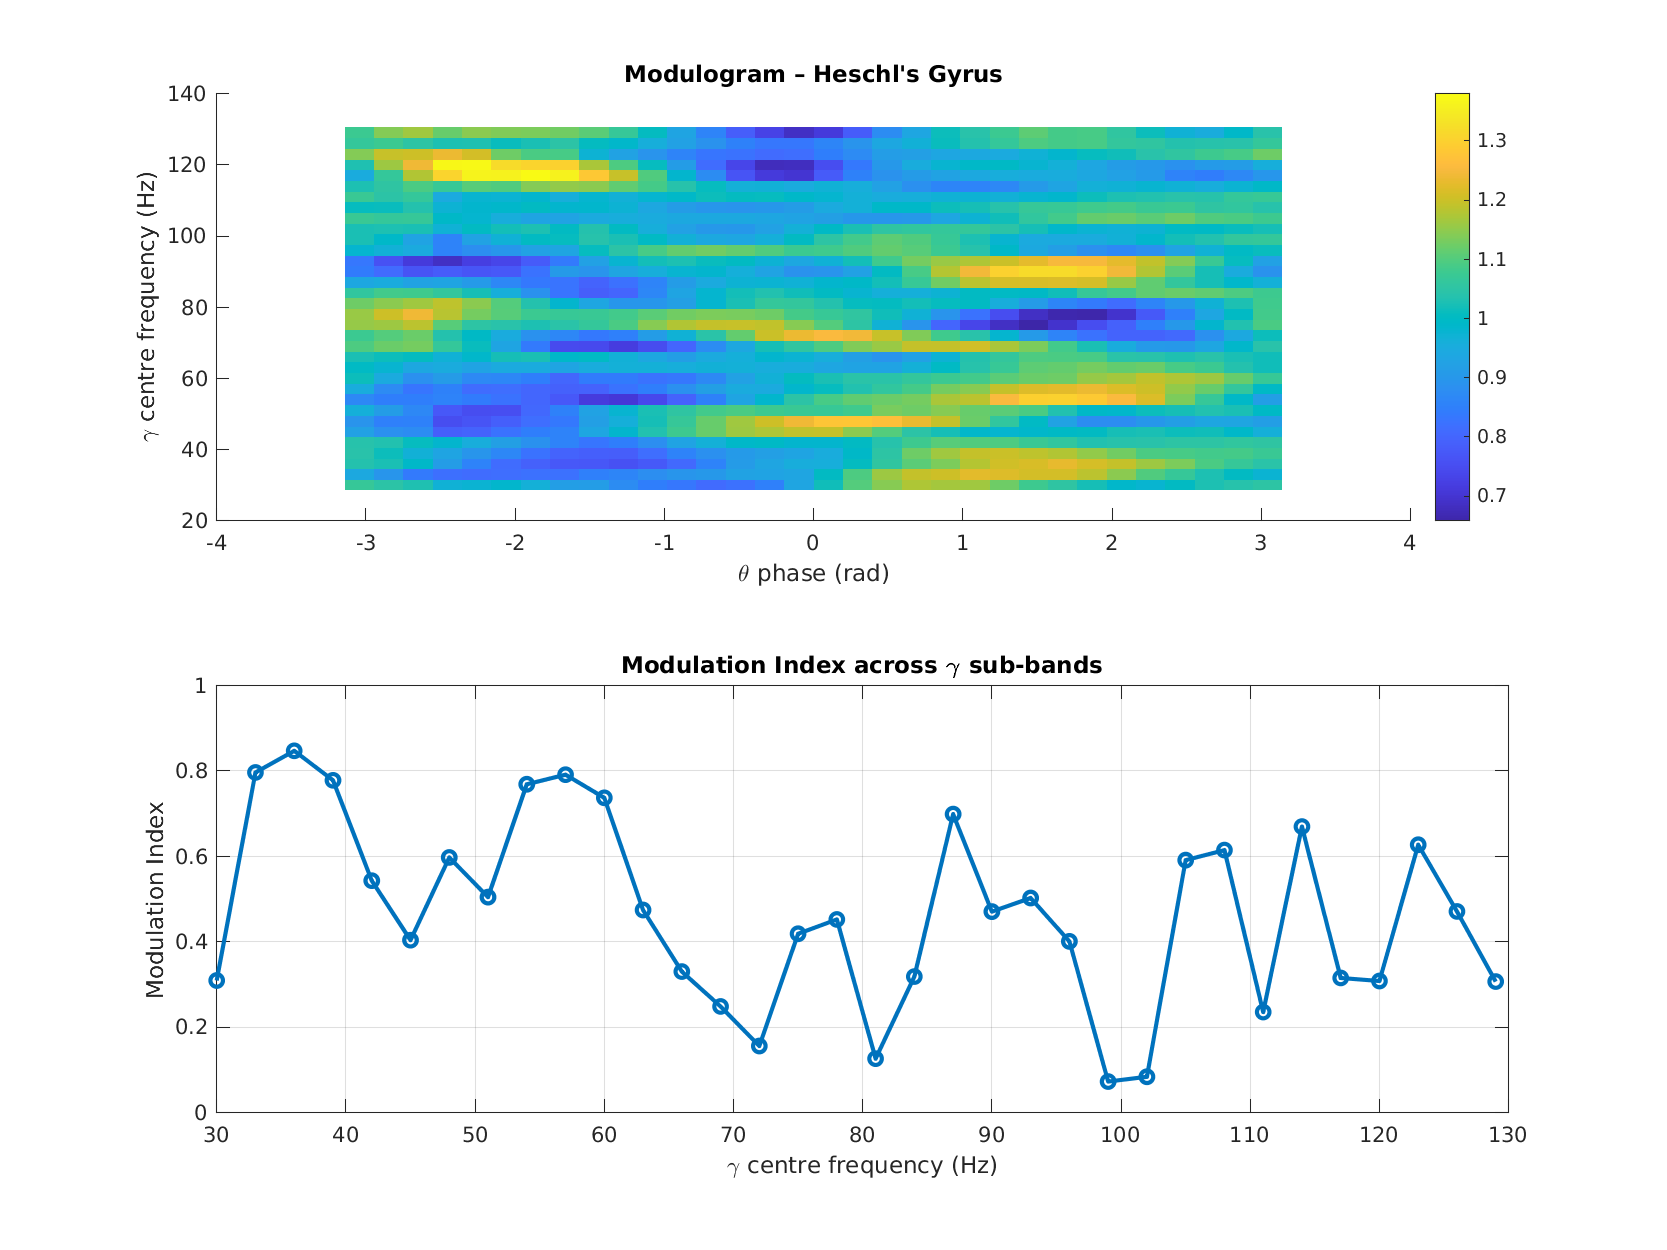 Modulogram – Heschl's Gyrus
140
120
100
80
60
40
20
γ centre frequency (Hz)
-4 -3 -2 -1 0 1 2 3 4
θ phase (rad)
1.3
1.2
1.1
1
0.9
0.8
0.7
Modulation Index across γ sub-bands
1
0.8
0.6
0.4
0.2
0
Modulation Index
30 40 50 60 70 80 90 100 110 120 130
γ centre frequency (Hz)